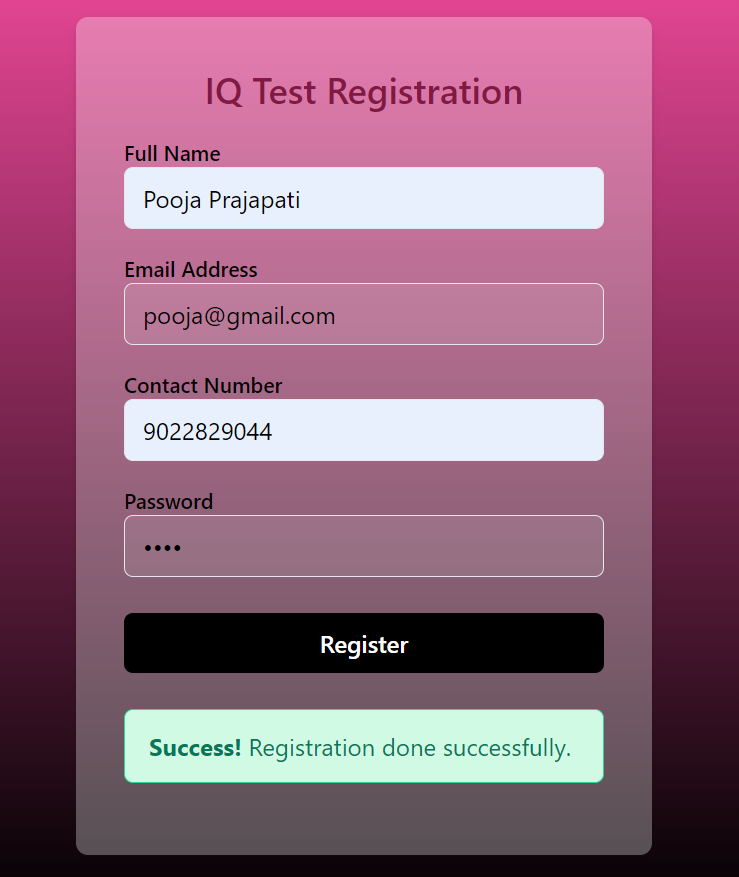 IQ Test Registration
Full Name
Pooja Prajapati
Email Address
pooja@gmail.com
Contact Number
9022829044
Password
••••
Register
Success! Registration done successfully.